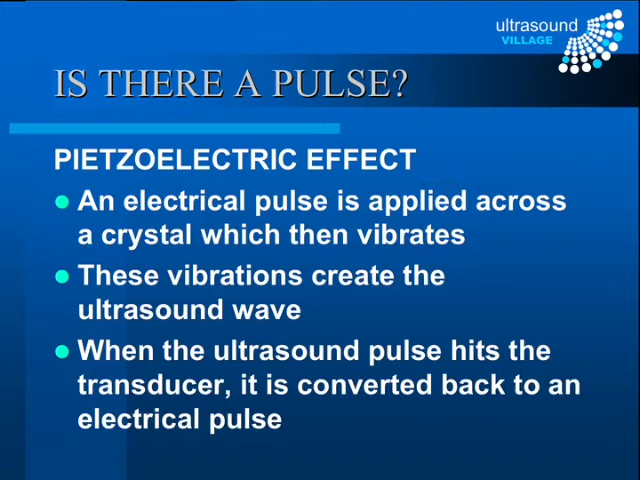 ultrasound
VILLAGE
IS THERE A PULSE?
PIETZOELECTRIC EFFECT
An electrical pulse is applied across
a crystal which then vibrates
These vibrations create the
ultrasound wave
When the ultrasound pulse hits the
transducer, it is converted back to an
electrical pulse